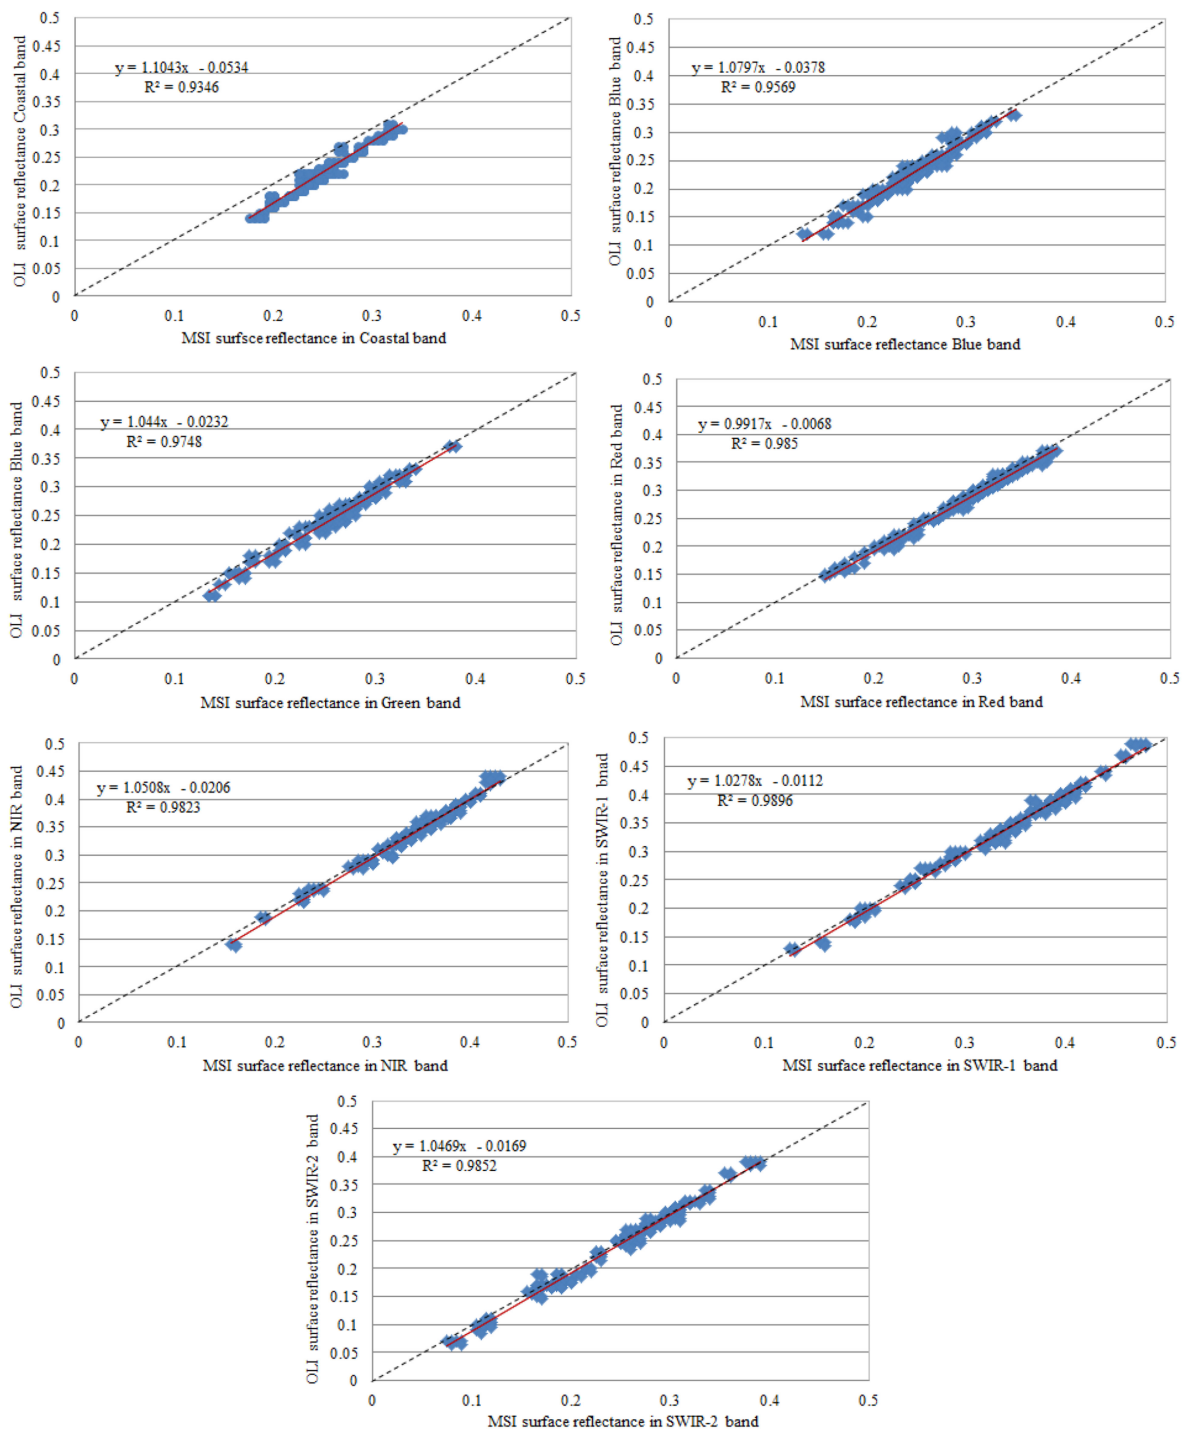 0.5
0.45
0.4
0.35
0.3
0.25
0.2
0.15
0.1
0.05
0
OLI surface reflectance Coastal band
y = 1.1043x - 0.0534
R² = 0.9346
0 0.1 0.2 0.3 0.4 0.5
MSI surfsce reflectance in Coastal band
0.5
0.45
0.4
0.35
0.3
0.25
0.2
0.15
0.1
0.05
0
OLI surface reflectance Blue band
y = 1.0797x - 0.0378
R² = 0.9569
0 0.1 0.2 0.3 0.4 0.5
MSI surface reflectance Blue band
0.5
0.45
0.4
0.35
0.3
0.25
0.2
0.15
0.1
0.05
0
OLI surface reflectance Blue band
y = 1.044x - 0.0232
R² = 0.9748
0 0.1 0.2 0.3 0.4 0.5
MSI surface reflectance in Green band
0.5
0.45
0.4
0.35
0.3
0.25
0.2
0.15
0.1
0.05
0
OLI surface reflectance in Red band
y = 0.9917x - 0.0068
R² = 0.985
0 0.1 0.2 0.3 0.4 0.5
MSI surface reflectance in Red band
0.5
0.45
0.4
0.35
0.3
0.25
0.2
0.15
0.1
0.05
0
OLI surface reflectance in NIR band
y = 1.0508x - 0.0206
R² = 0.9823
0 0.1 0.2 0.3 0.4 0.5
MSI surface reflectance in NIR band
0.5
0.45
0.4
0.35
0.3
0.25
0.2
0.15
0.1
0.05
0
OLI surface reflectance in SWIR-1 bnad
y = 1.0278x - 0.0112
R² = 0.9896
0 0.1 0.2 0.3 0.4 0.5
MSI surface reflectance in SWIR-1 band
0.5
0.45
0.4
0.35
0.3
0.25
0.2
0.15
0.1
0.05
0
OLI surface reflectance in SWIR-2 band
y = 1.0469x - 0.0169
R² = 0.9852
0 0.1 0.2 0.3 0.4 0.5
MSI surface reflectance in SWIR-2 band